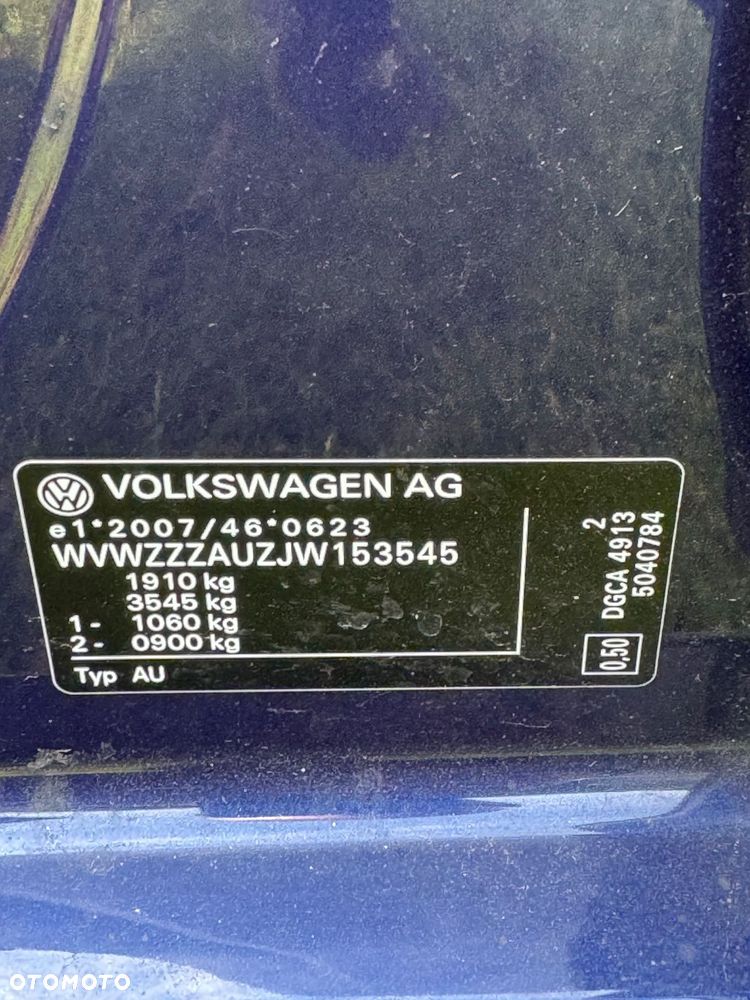 VOLKSWAGEN AG
e1*2007/46*0623
WVWZZZAUZJW153545
1910 kg
3545 kg
1- 1060 kg
2- 0900 kg
Typ AU
2
DGCA 4913
5040784
0,50
OTOMOTO